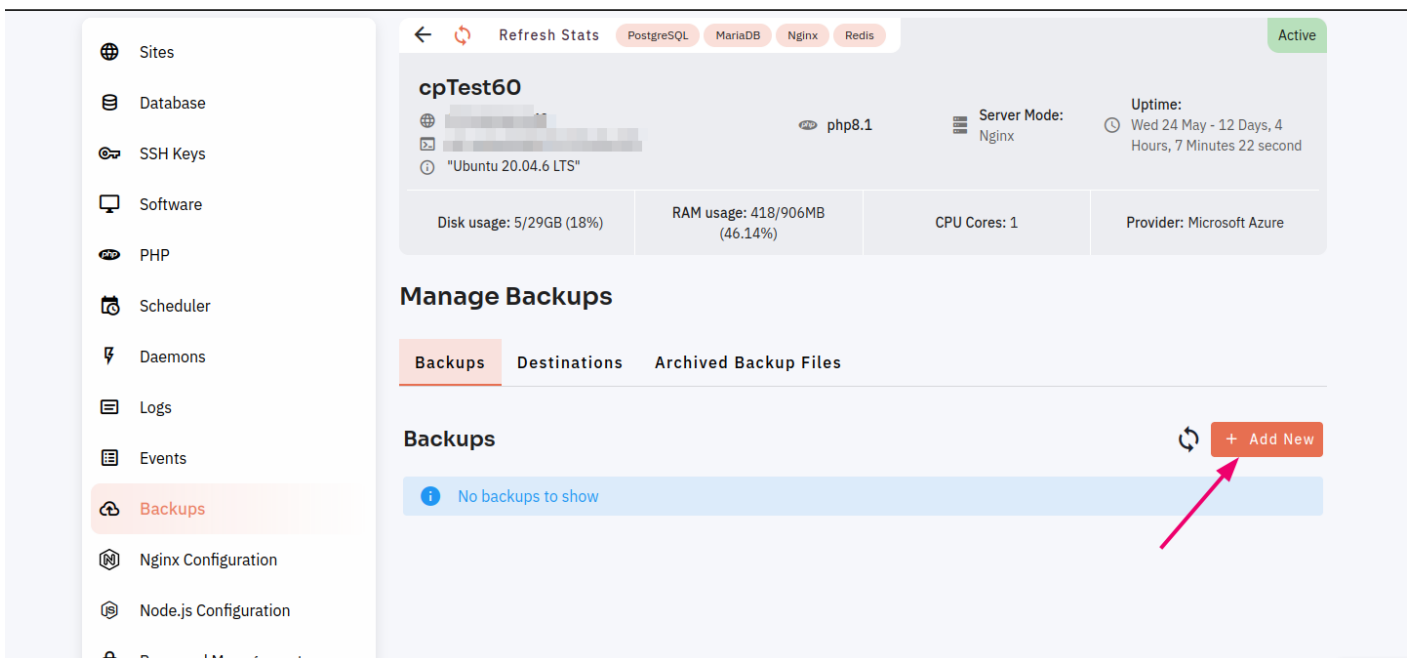 Sites
Database
SSH Keys
Software
PHP
Scheduler
Daemons
Logs
Events
Backups
Nginx Configuration
Node.js Configuration
Refresh Stats PostgreSQL MariaDB Nginx Redis
Active
cpTest60
"Ubuntu 20.04.6 LTS"
php php8.1
Server Mode:
Nginx
Uptime:
Wed 24 May - 12 Days, 4
Hours, 7 Minutes 22 second
Disk usage: 5/29GB (18%)
RAM usage: 418/906MB
(46.14%)
CPU Cores: 1
Provider: Microsoft Azure
Manage Backups
Backups Destinations Archived Backup Files
Backups
+ Add New
No backups to show